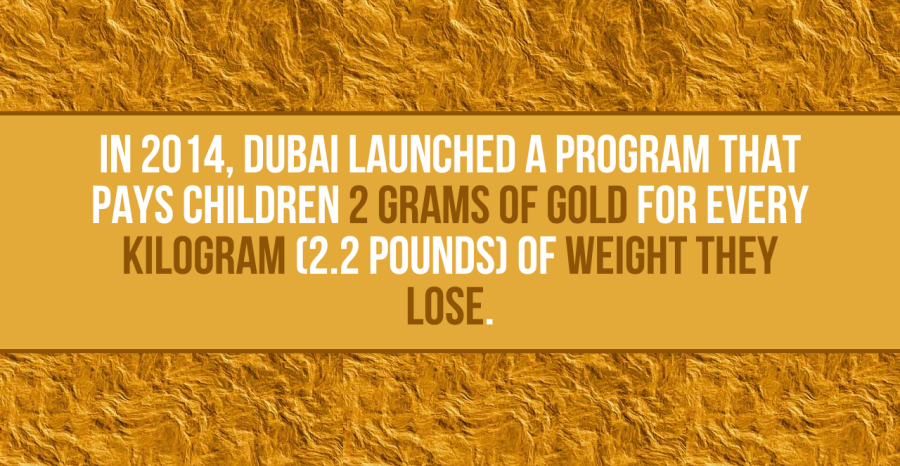 IN 2014, DUBAI LAUNCHED A PROGRAM THAT
PAYS CHILDREN 2 GRAMS OF GOLD FOR EVERY
KILOGRAM (2.2 POUNDS) OF WEIGHT THEY
LOSE.